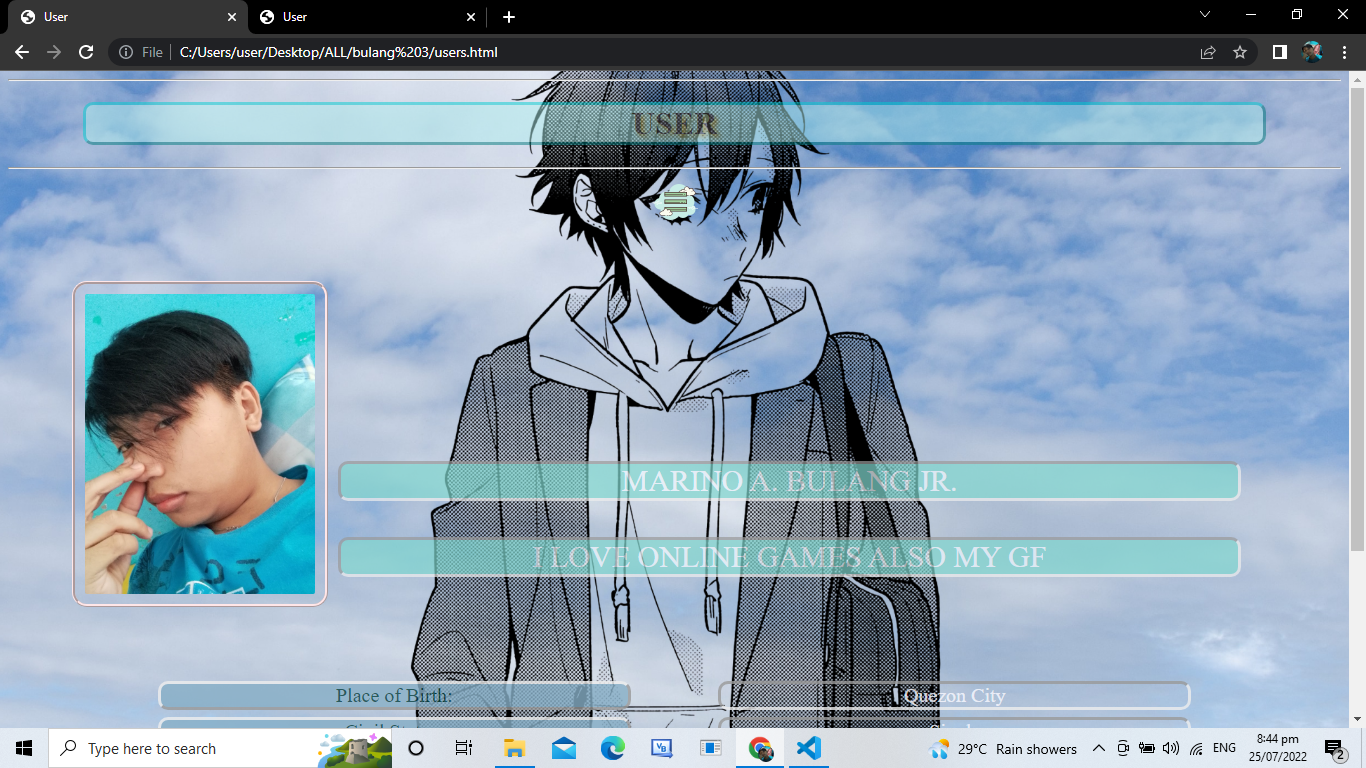 User
User
File
C:/Users/user/Desktop/ALL/bulang%203/users.html
USER
MARINO A. BULANG JR.
I LOVE ONLINE GAMES ALSO MY GF
Place of Birth:
Quezon City
Type here to search
29°C Rain showers
ENG
8:44 pm
25/07/2022
2